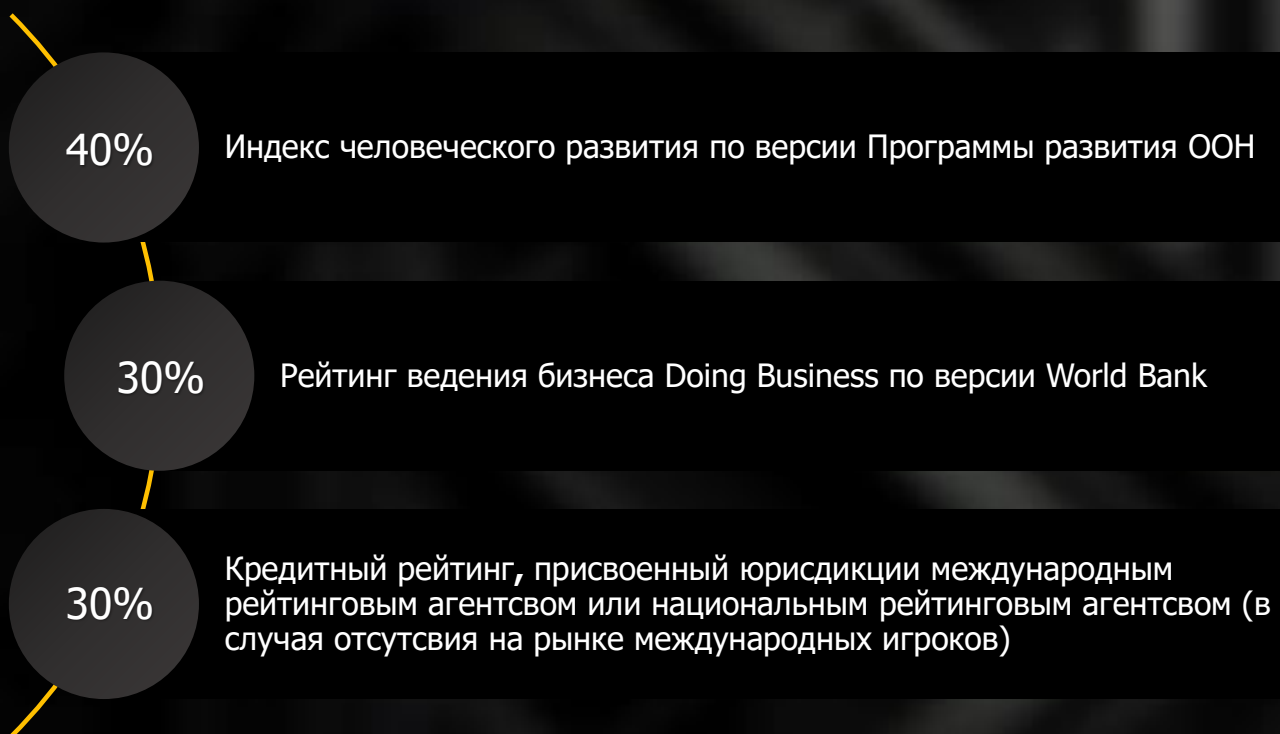 40%
Индекс человеческого развития по версии Программы развития ООН
30%
Рейтинг ведения бизнеса Doing Business по версии World Bank
30%
Кредитный рейтинг, присвоенный юрисдикции международным
рейтинговым агентсвом или национальным рейтинговым агентсвом (в
случая отсутсвия на рынке международных игроков)